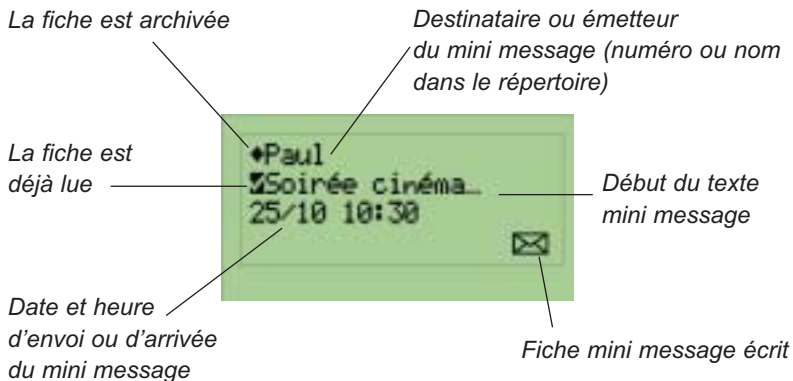 La fiche est archivée
Destinataire ou émetteur
du mini message (numéro ou nom
dans le répertoire)
La fiche est
déjà lue
♦Paul
☑Soirée cinéma…
25/10 10:30
Début du texte
mini message
Date et heure
d'envoi ou d'arrivée
du mini message
Fiche mini message écrit